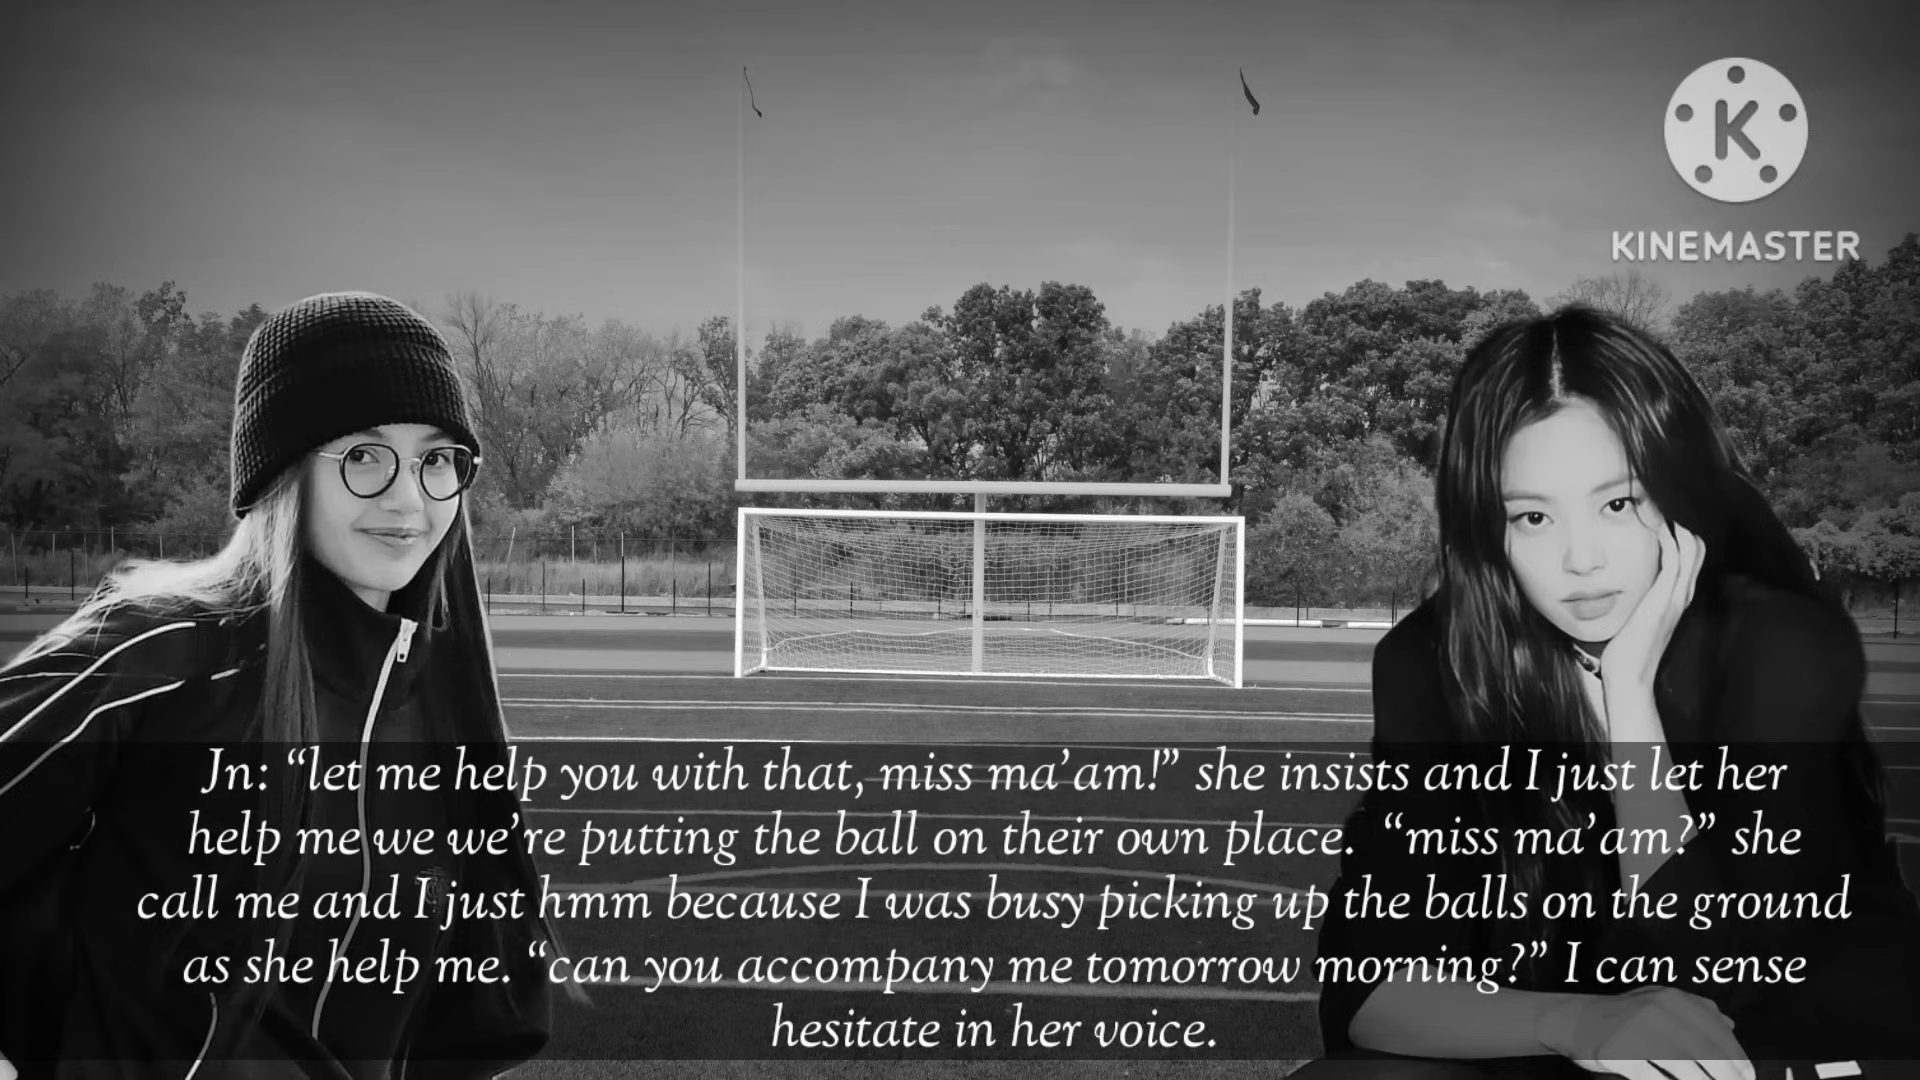 K
KINEMASTER
Jn: “let me help you with that, miss ma’am!” she insists and I just let her
help me we we’re putting the ball on their own place. “miss ma’am?” she
call me and I just hmm because I was busy picking up the balls on the ground
as she help me. “can you accompany me tomorrow morning?” I can sense
hesitate in her voice.